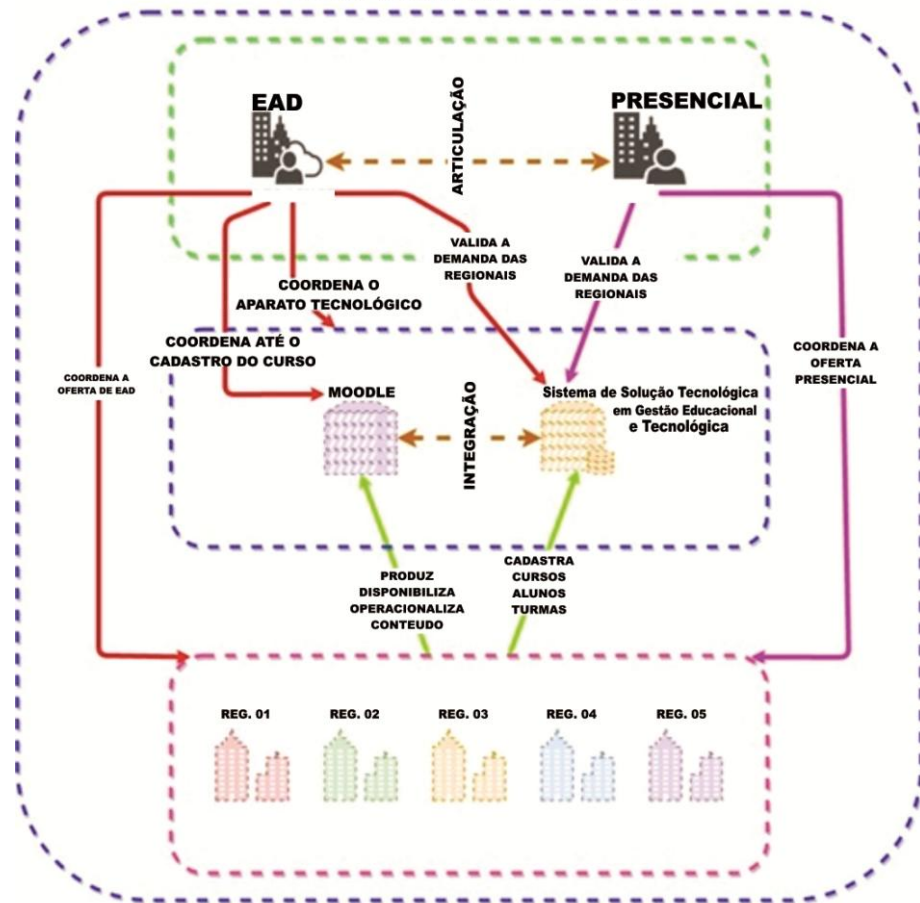 EAD
PRESENCIAL
ARTICULAÇÃO
VALIDA A
DEMANDA DAS
REGIONAIS
VALIDA A
DEMANDA DAS
REGIONAIS
COORDENA O
APARATO TECNOLÓGICO
COORDENA ATÉ O
CADASTRO DO CURSO
COORDENA A
OFERTA DE EAD
COORDENA A
OFERTA
PRESENCIAL
MOODLE
INTEGRAÇÃO
Sistema de Solução Tecnológica
em Gestão Educacional
e Tecnológica
PRODUZ
DISPONIBILIZA
OPERACIONALIZA
CONTEUDO
CADASTRA
CURSOS
ALUNOS
TURMAS
REG. 01
REG. 02
REG. 03
REG. 04
REG. 05